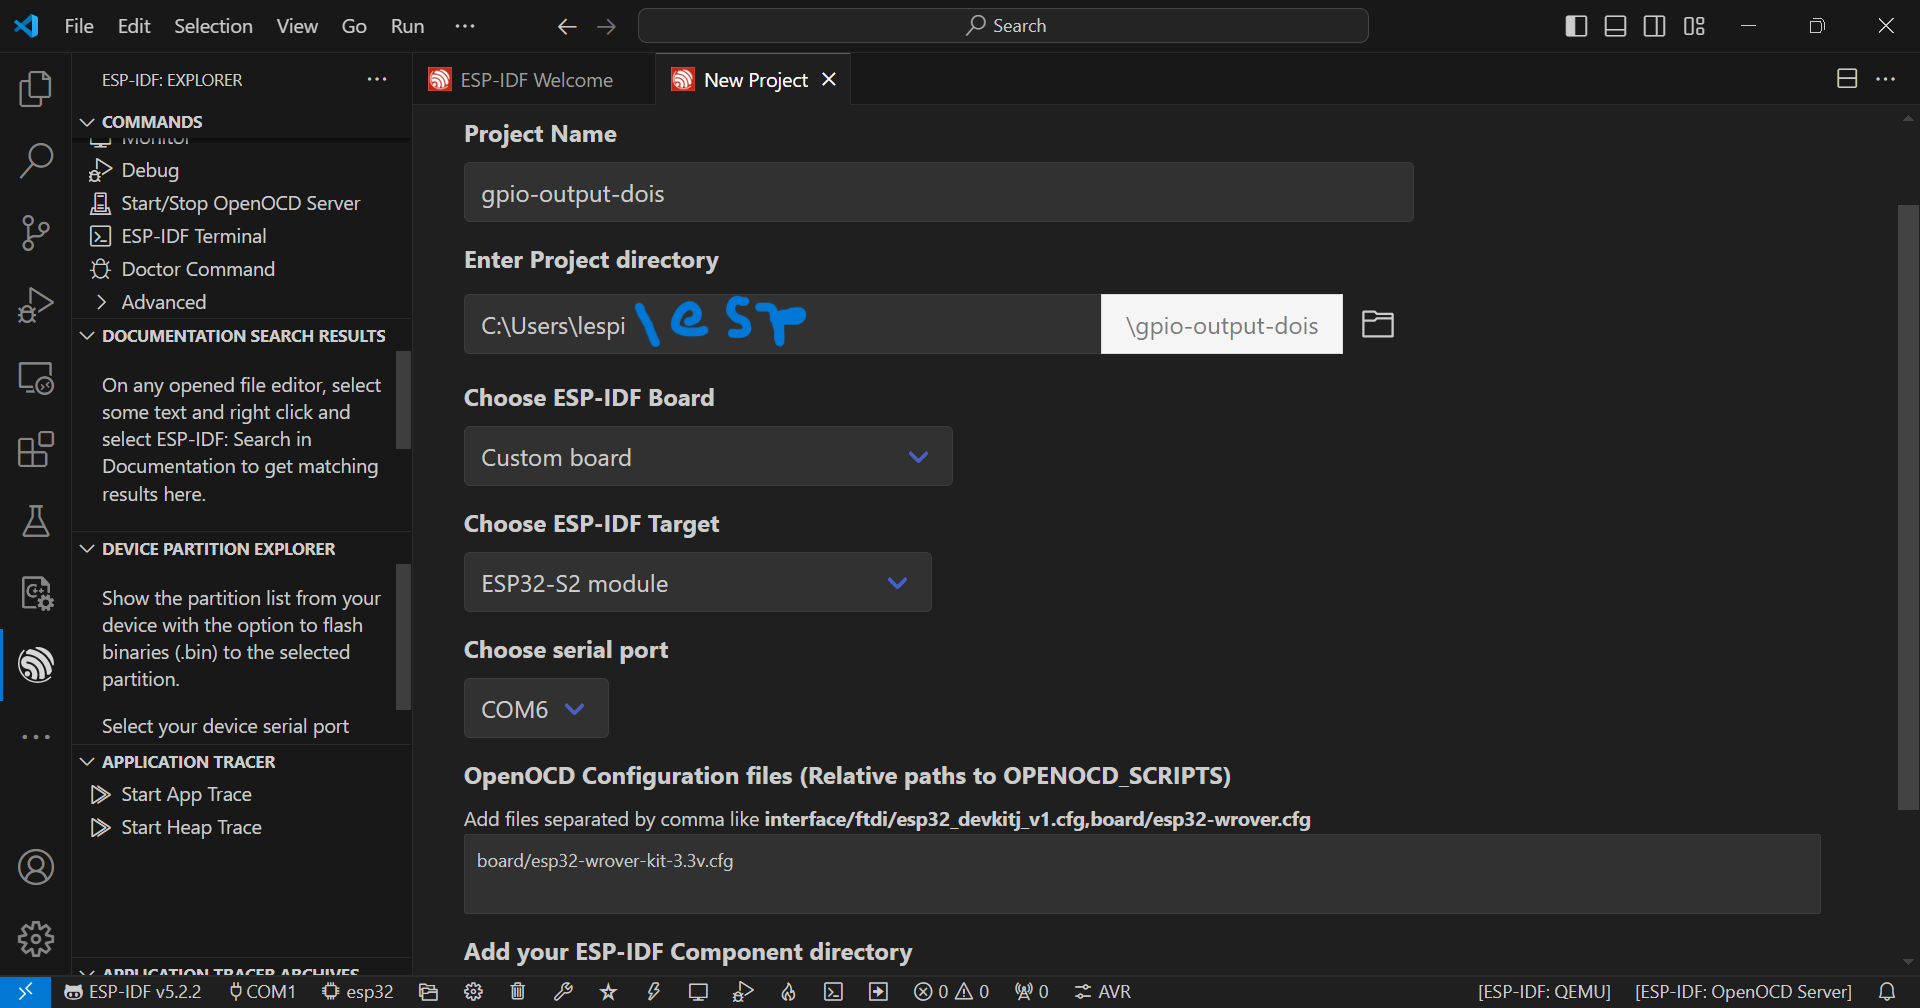 File Edit Selection View Go Run ··· Search
ESP-IDF: EXPLORER ···
ESP-IDF Welcome
New Project
COMMANDS
Monitor
Debug
Start/Stop OpenOCD Server
ESP-IDF Terminal
Doctor Command
Advanced
DOCUMENTATION SEARCH RESULTS
On any opened file editor, select
some text and right click and
select ESP-IDF: Search in
Documentation to get matching
results here.
DEVICE PARTITION EXPLORER
Show the partition list from your
device with the option to flash
binaries (.bin) to the selected
partition.
Select your device serial port
APPLICATION TRACER
Start App Trace
Start Heap Trace
APPLICATION TRACER ARCHIVES
Project Name
gpio-output-dois
Enter Project directory
C:\Users\lespi \esp \gpio-output-dois
Choose ESP-IDF Board
Custom board
Choose ESP-IDF Target
ESP32-S2 module
Choose serial port
COM6
OpenOCD Configuration files (Relative paths to OPENOCD_SCRIPTS)
Add files separated by comma like interface/ftdi/esp32_devkitj_v1.cfg,board/esp32-wrover.cfg
board/esp32-wrover-kit-3.3v.cfg
Add your ESP-IDF Component directory
ESP-IDF v5.2.2 COM1 esp32 0 0 0 AVR [ESP-IDF: QEMU] [ESP-IDF: OpenOCD Server]